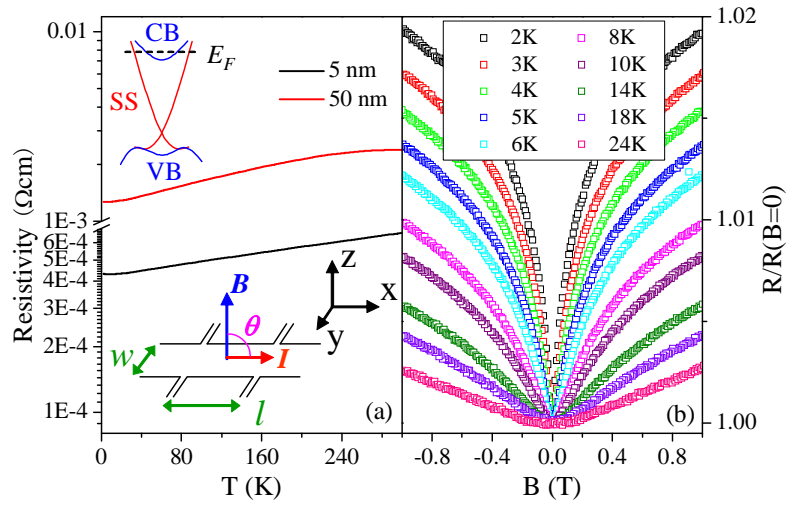 0.01
1E-3
6E-4
5E-4
4E-4
3E-4
2E-4
1E-4
Resistivity (Ωcm)
0 80 160 240
T (K)
CB
E_F
SS
VB
5 nm
50 nm
B
θ
I
w
l
z
x
y
(a)
2K 8K
3K 10K
4K 14K
5K 18K
6K 24K
(b)
-0.8 -0.4 0.0 0.4 0.8
B (T)
1.02
1.01
1.00
R/R(B=0)